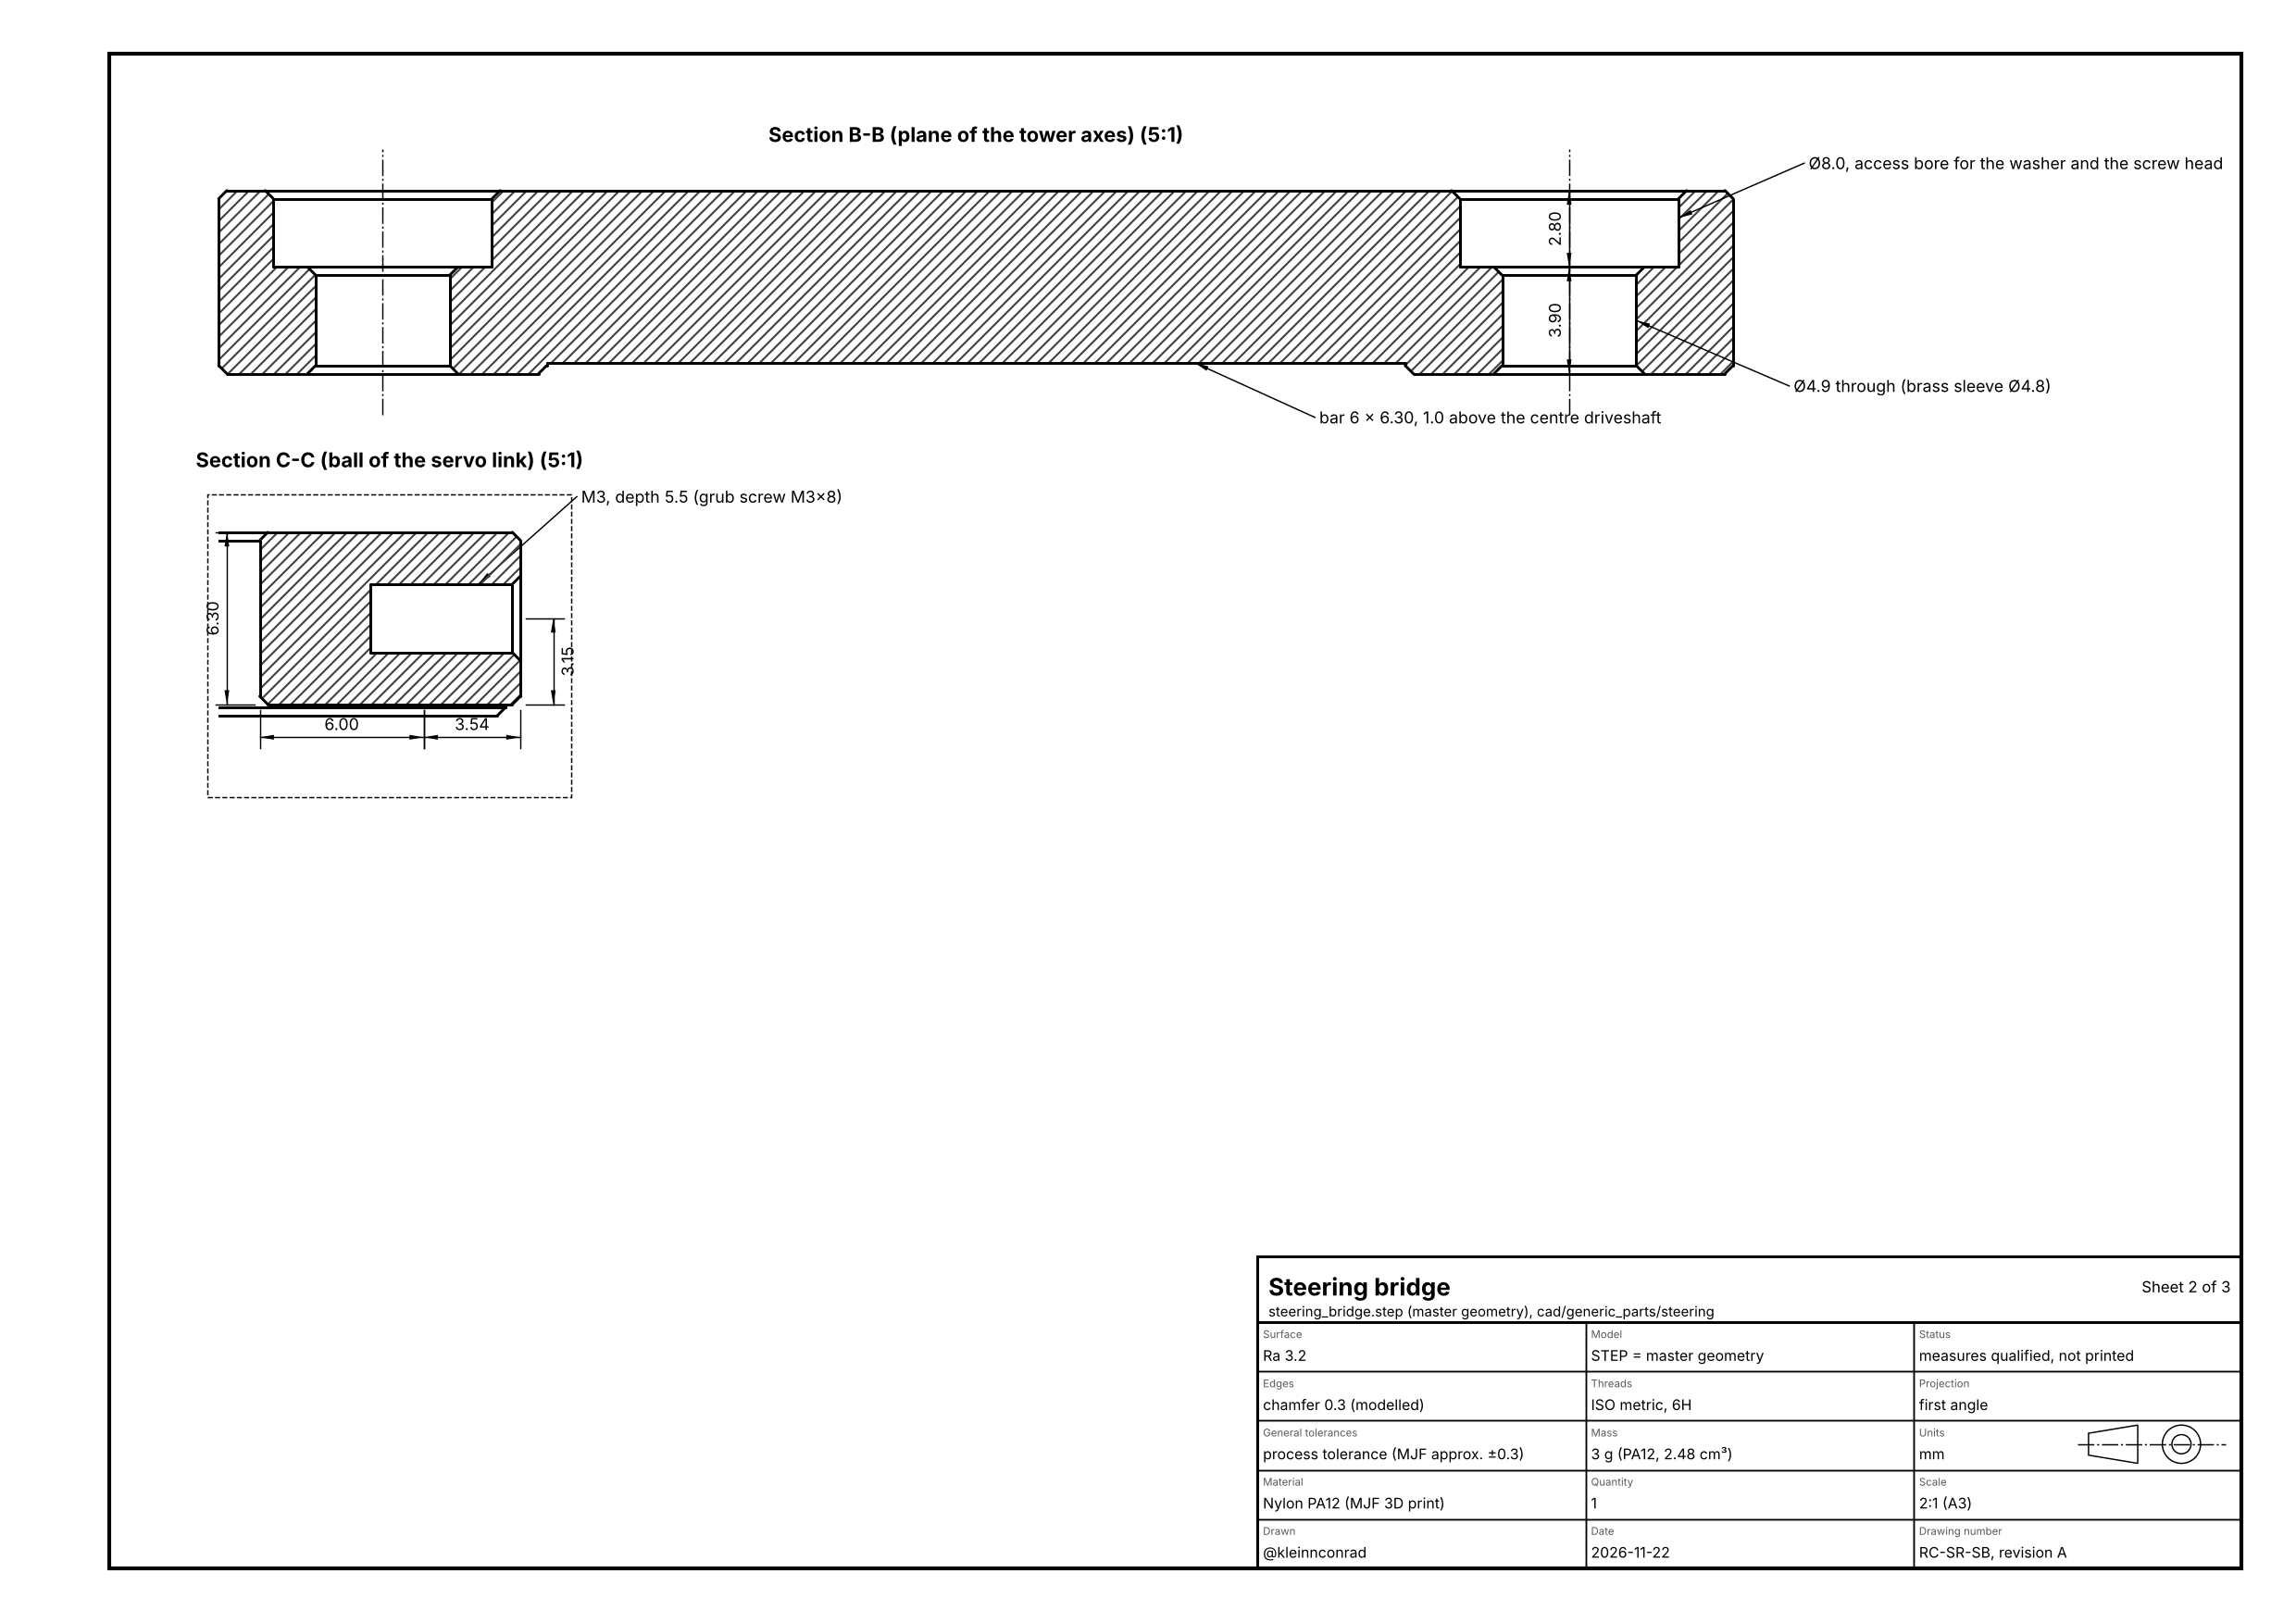 Section B-B (plane of the tower axes) (5:1)
Ø8.0, access bore for the washer and the screw head
2.80
3.90
Ø4.9 through (brass sleeve Ø4.8)
bar 6 × 6.30, 1.0 above the centre driveshaft
Section C-C (ball of the servo link) (5:1)
M3, depth 5.5 (grub screw M3×8)
6.30
3.15
6.00
3.54
Steering bridge
Sheet 2 of 3
steering_bridge.step (master geometry), cad/generic_parts/steering
Surface
Model
Status
Ra 3.2
STEP = master geometry
measures qualified, not printed
Edges
Threads
Projection
chamfer 0.3 (modelled)
ISO metric, 6H
first angle
General tolerances
Mass
Units
process tolerance (MJF approx. ±0.3)
3 g (PA12, 2.48 cm³)
mm
Material
Quantity
Scale
Nylon PA12 (MJF 3D print)
1
2:1 (A3)
Drawn
Date
Drawing number
@kleinnconrad
2026-11-22
RC-SR-SB, revision A